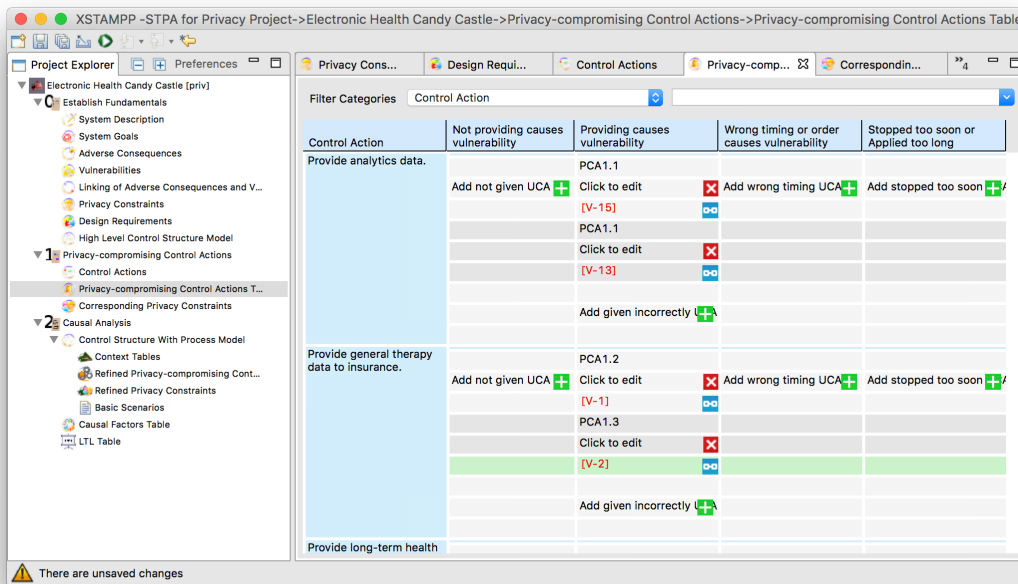 XSTAMPP -STPA for Privacy Project->Electronic Health Candy Castle->Privacy-compromising Control Actions->Privacy-compromising Control Actions Table
Project Explorer
Preferences
Privacy Cons...
Design Requi...
Control Actions
Privacy-comp...
Correspondin...
»4
Electronic Health Candy Castle [priv]
0 Establish Fundamentals
System Description
System Goals
Adverse Consequences
Vulnerabilities
Linking of Adverse Consequences and V...
Privacy Constraints
Design Requirements
High Level Control Structure Model
1 Privacy-compromising Control Actions
Control Actions
Privacy-compromising Control Actions T...
Corresponding Privacy Constraints
2 Causal Analysis
Control Structure With Process Model
Context Tables
Refined Privacy-compromising Cont...
Refined Privacy Constraints
Basic Scenarios
Causal Factors Table
LTL Table
Filter Categories Control Action
Control Action
Not providing causes vulnerability
Providing causes vulnerability
Wrong timing or order causes vulnerability
Stopped too soon or Applied too long
Provide analytics data.
PCA1.1
Add not given UCA
Click to edit
Add wrong timing UCA
Add stopped too soon
[V-15]
PCA1.1
Click to edit
[V-13]
Add given incorrectly UCA
Provide general therapy data to insurance.
PCA1.2
Add not given UCA
Click to edit
Add wrong timing UCA
Add stopped too soon
[V-1]
PCA1.3
Click to edit
[V-2]
Add given incorrectly UCA
Provide long-term health
There are unsaved changes